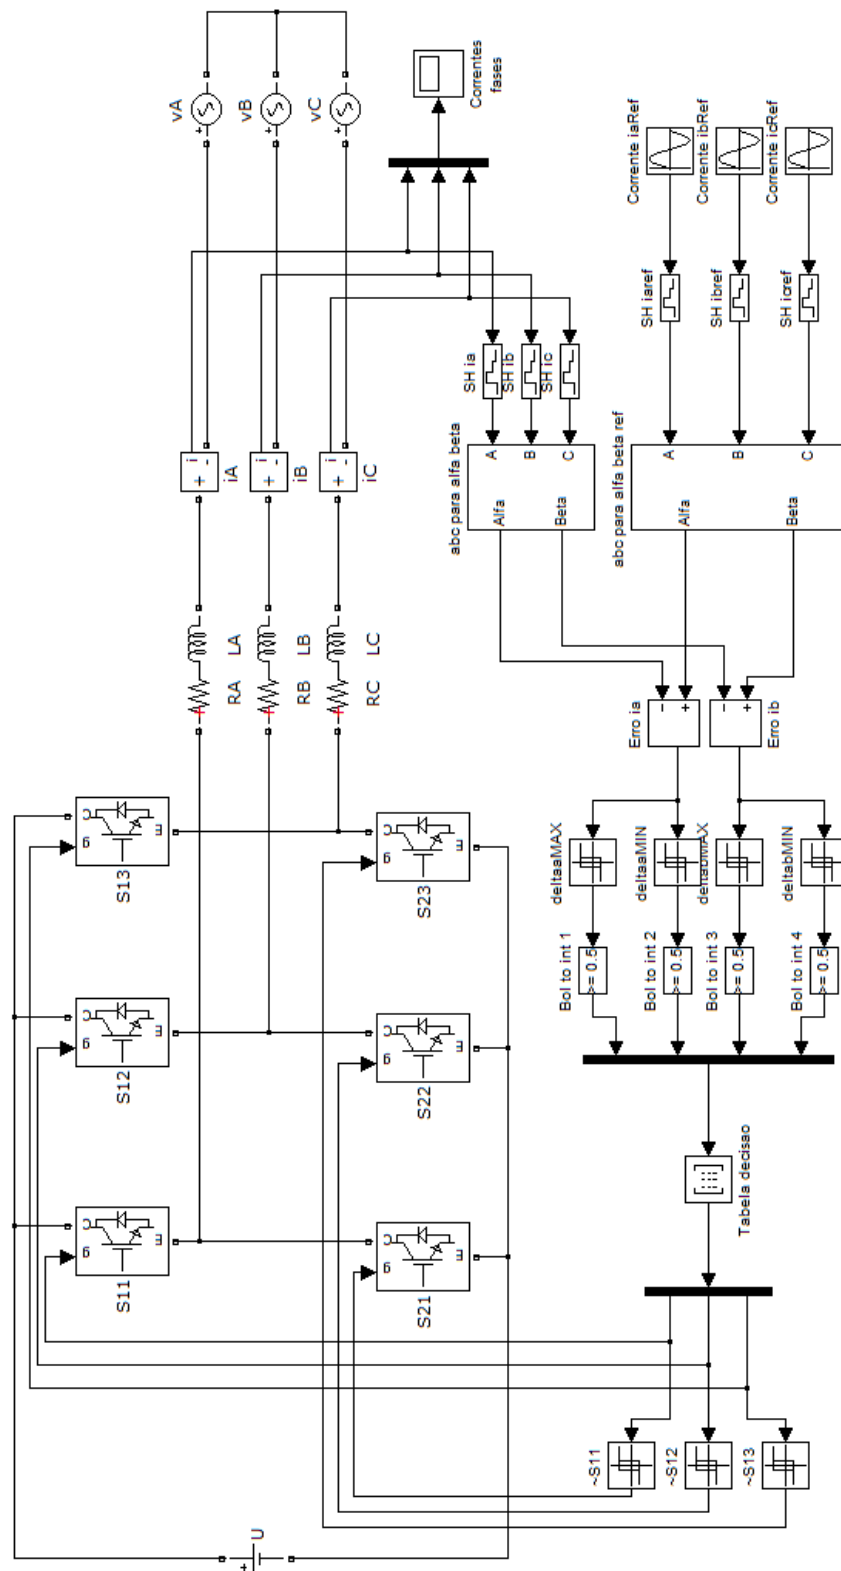 vA
vB
vC
Correntes
fases
Corrente iaRef
Corrente ibRef
Corrente icRef
SH iaref
SH ibref
SH icref
SH ia
SH ib
SH ic
i
+
-
iA
i
+
-
iB
i
+
-
iC
abc para alfa beta
A
B
C
Alfa
Beta
abc para alfa beta ref
A
B
C
Alfa
Beta
RA
LA
RB
LB
RC
LC
Erro ia
-
+
Erro ib
-
+
g
C
E
S13
g
C
E
S23
g
C
E
S12
g
C
E
S22
g
C
E
S11
g
C
E
S21
deltaaMAX
deltaaMIN
deltabMAX
deltabMIN
Bol to int 1
>= 0.5
Bol to int 2
>= 0.5
Bol to int 3
>= 0.5
Bol to int 4
>= 0.5
Tabela decisao
~S11
~S12
~S13
U
+